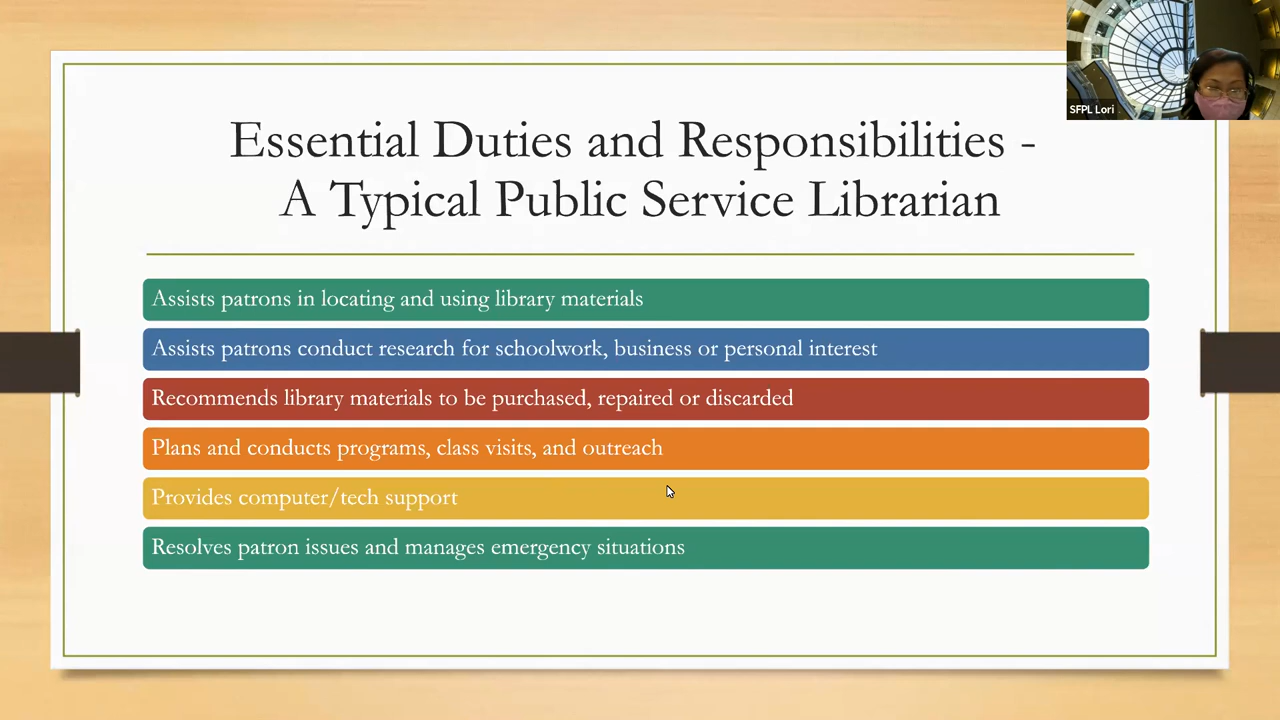 SFPL Lori
Essential Duties and Responsibilities -
A Typical Public Service Librarian
Assists patrons in locating and using library materials
Assists patrons conduct research for schoolwork, business or personal interest
Recommends library materials to be purchased, repaired or discarded
Plans and conducts programs, class visits, and outreach
Provides computer/tech support
Resolves patron issues and manages emergency situations